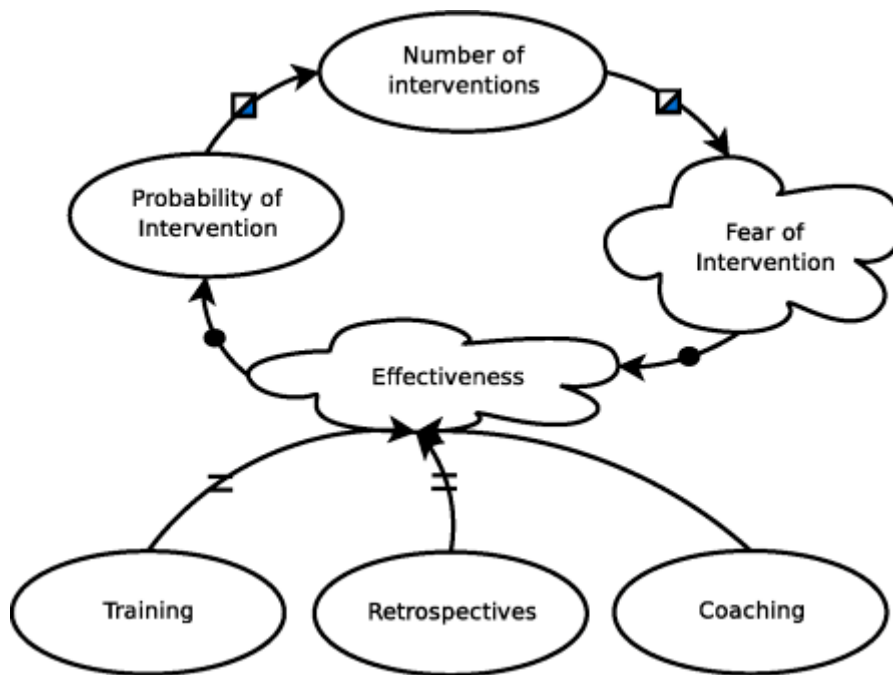 Number of
interventions
Probability of
Intervention
Fear of
Intervention
Effectiveness
Training
Retrospectives
Coaching